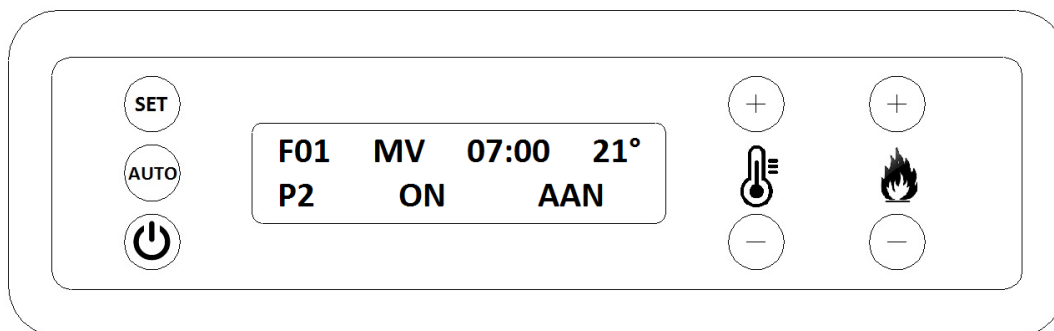 SET
AUTO
F01 MV 07:00 21°
P2 ON AAN
+
-
+
-